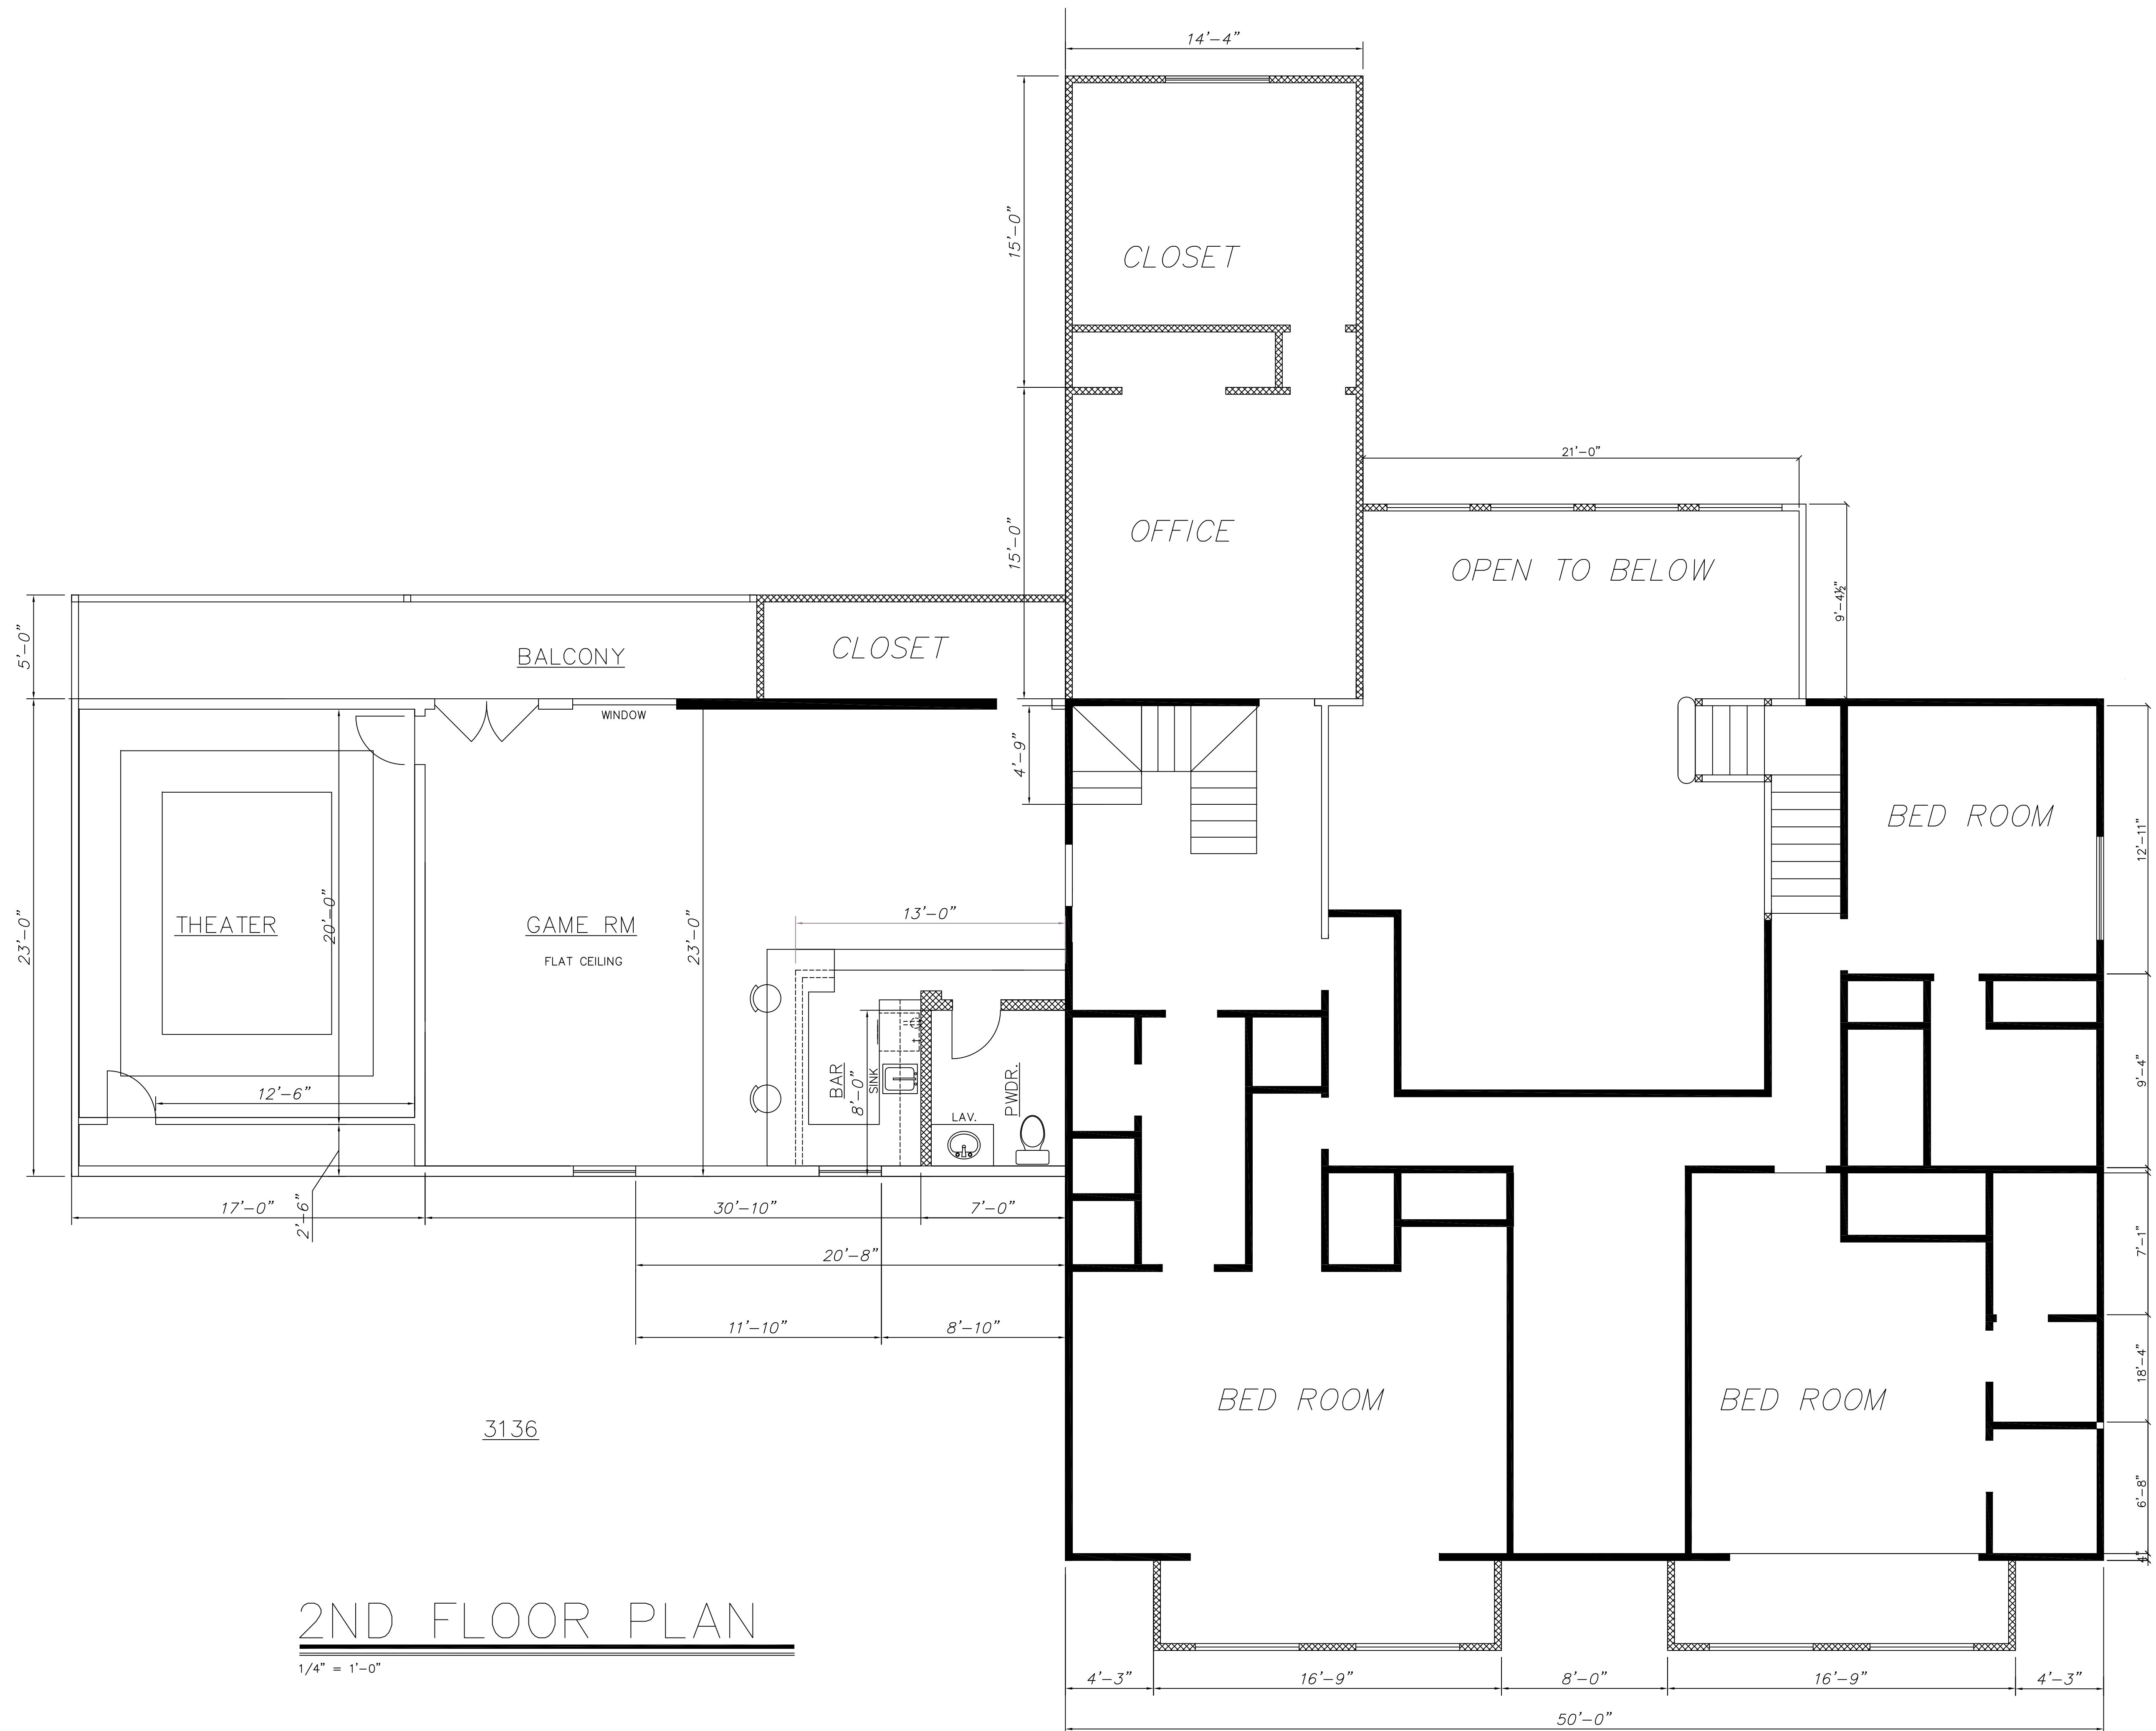 14'-4"
15'-0"
CLOSET
21'-0"
15'-0"
OFFICE
OPEN TO BELOW
9'-4½"
5'-0"
BALCONY
CLOSET
WINDOW
4'-9"
BED ROOM
12'-11"
23'-0"
THEATER
20'-0"
GAME RM
FLAT CEILING
23'-0"
13'-0"
12'-6"
BAR
8'-0"
SINK
LAV.
PWDR.
9'-4"
17'-0"
2'-6"
30'-10"
7'-0"
20'-8"
7'-1"
11'-10"
8'-10"
18'-4"
BED ROOM
BED ROOM
3136
6'-8"
4"
2ND FLOOR PLAN
1/4" = 1'-0"
4'-3"
16'-9"
8'-0"
16'-9"
4'-3"
50'-0"